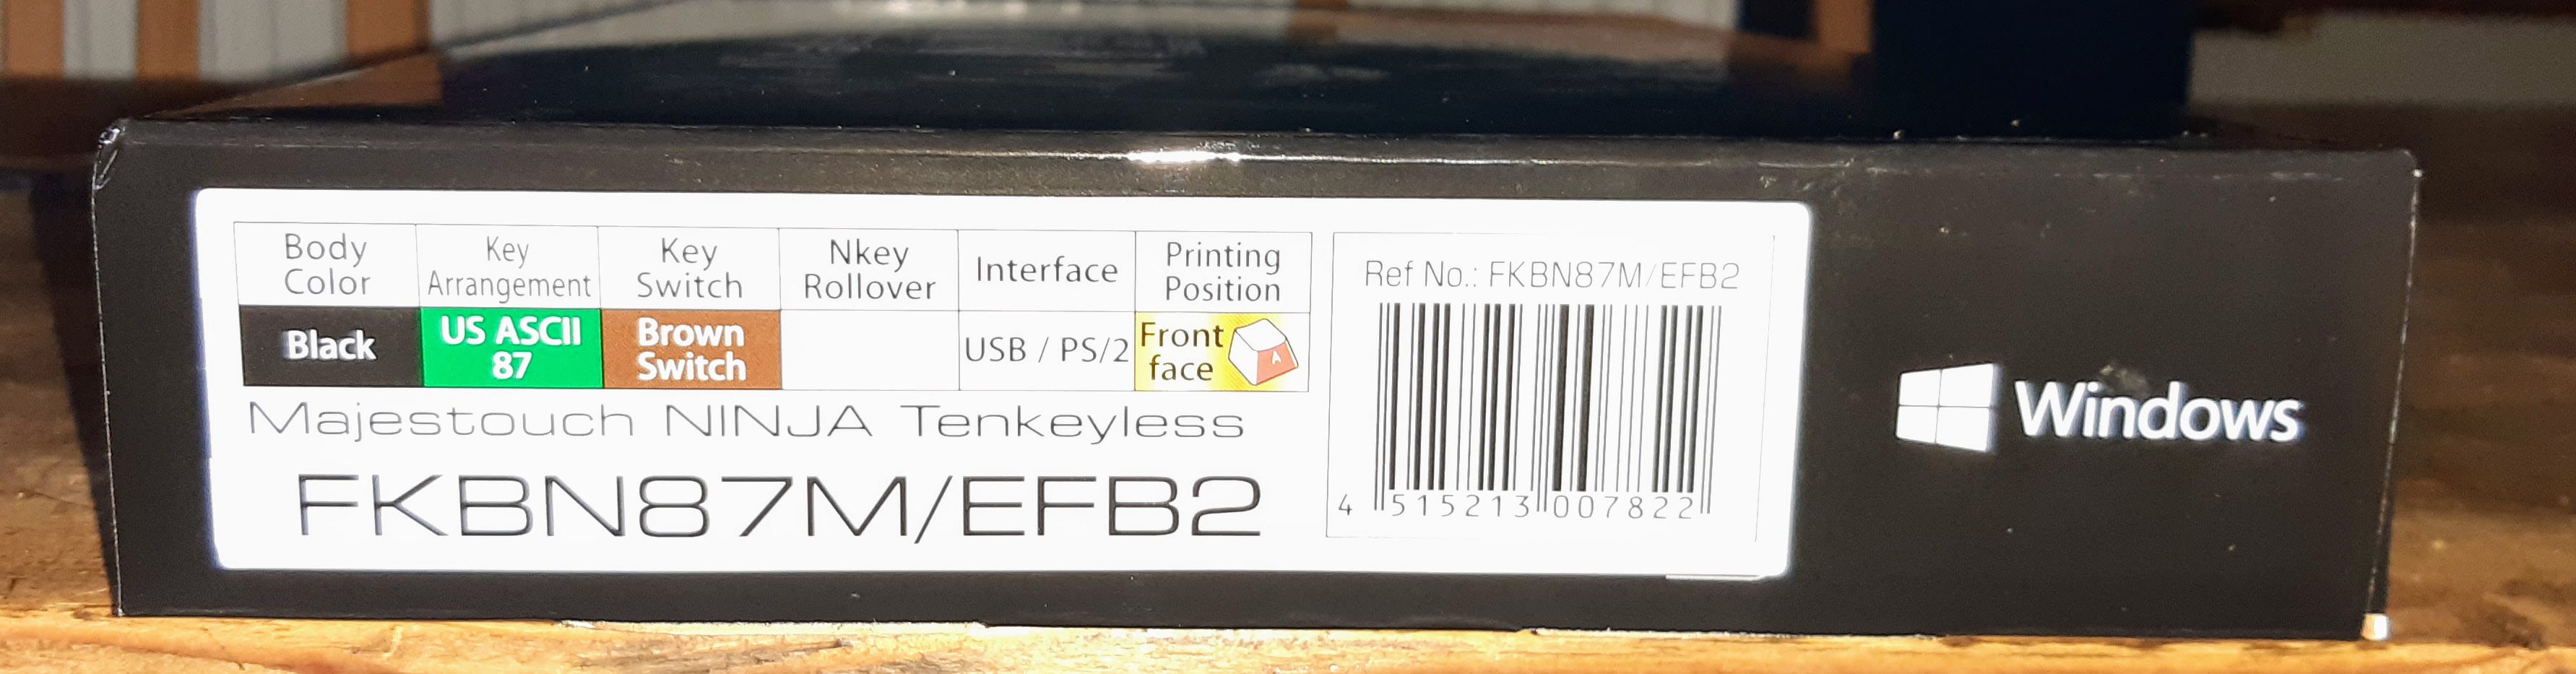 Body Color
Key Arrangement
Key Switch
Nkey Rollover
Interface
Printing Position
Black
US ASCII 87
Brown Switch
USB / PS/2
Front face
A
Majestouch NINJA Tenkeyless
FKBN87M/EFB2
Ref No.: FKBN87M/EFB2
4 515213 007822
Windows